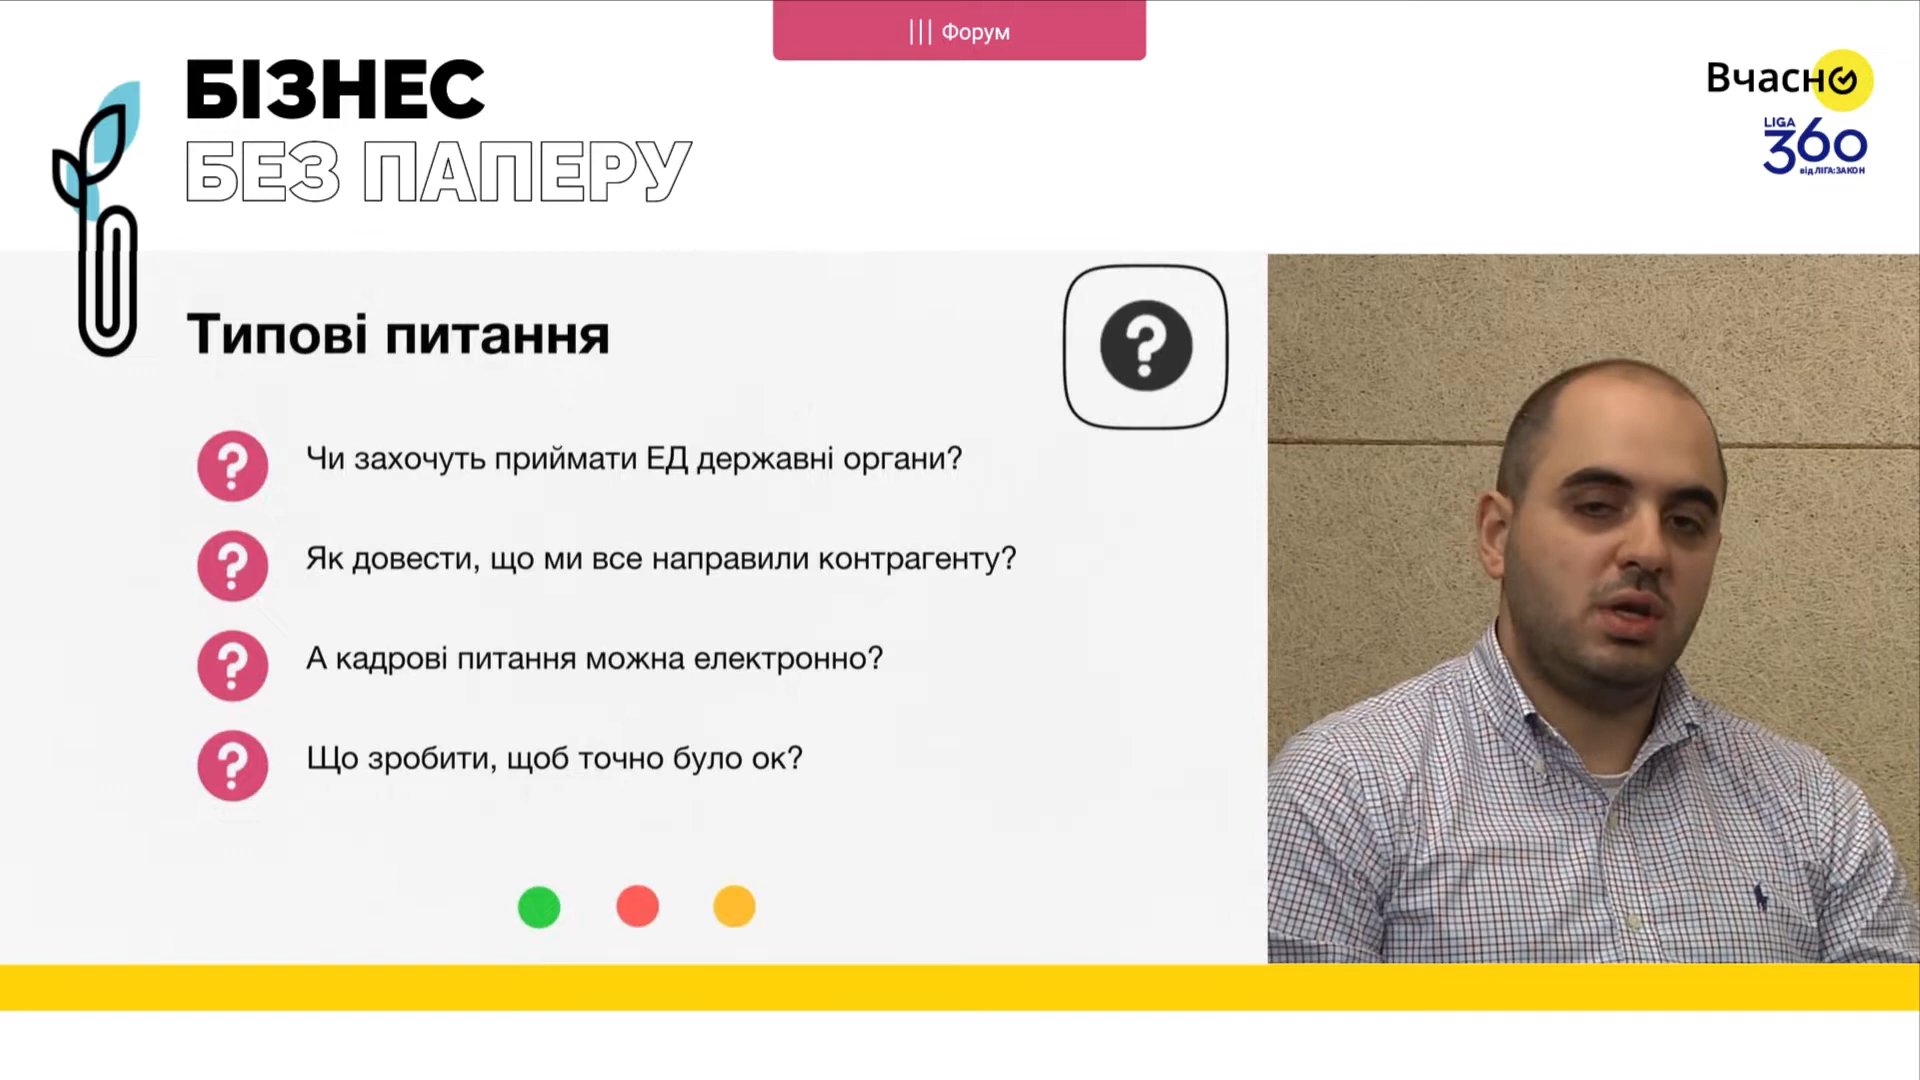 ||| Форум
БІЗНЕС
БЕЗ ПАПЕРУ
Вчасно
LIGA
360
від ЛІГА:ЗАКОН
Типові питання
Чи захочуть приймати ЕД державні органи?
Як довести, що ми все направили контрагенту?
А кадрові питання можна електронно?
Що зробити, щоб точно було ок?